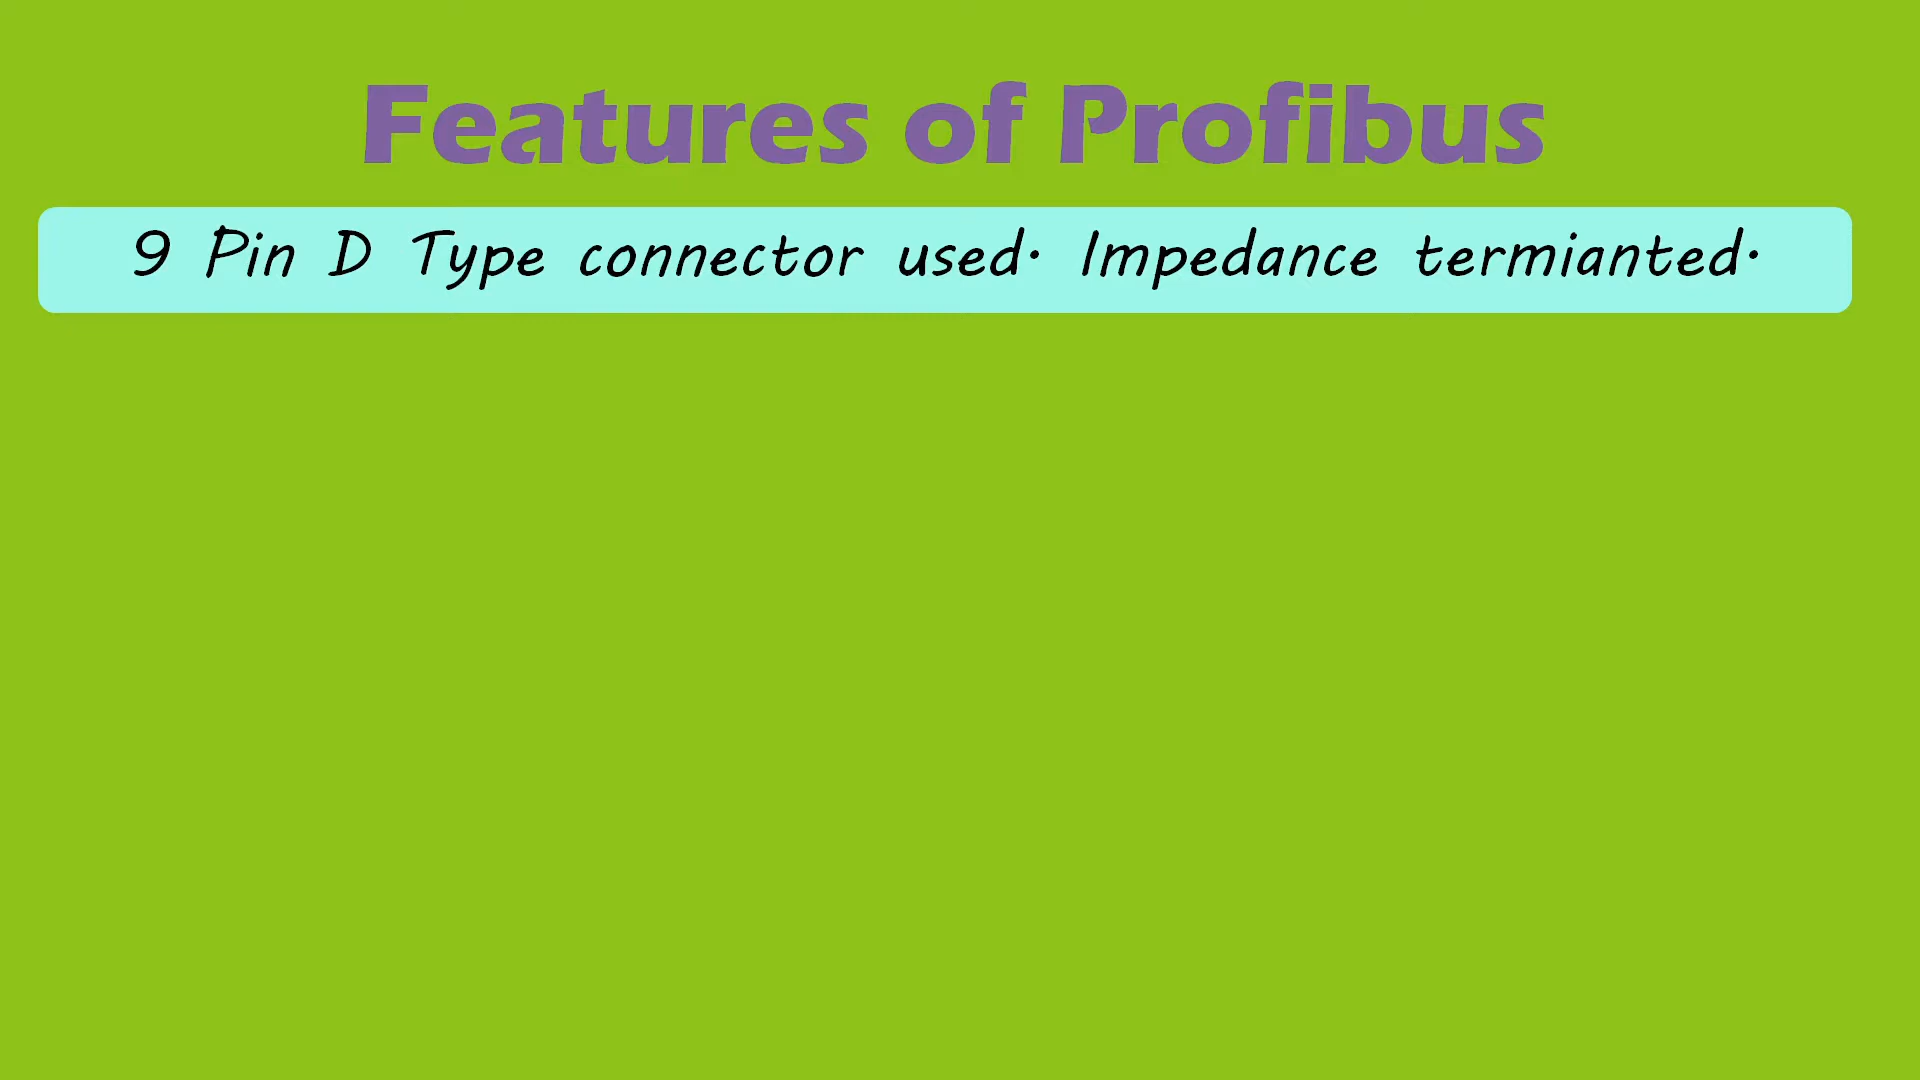 Features of Profibus
9 Pin D Type connector used. Impedance termianted.